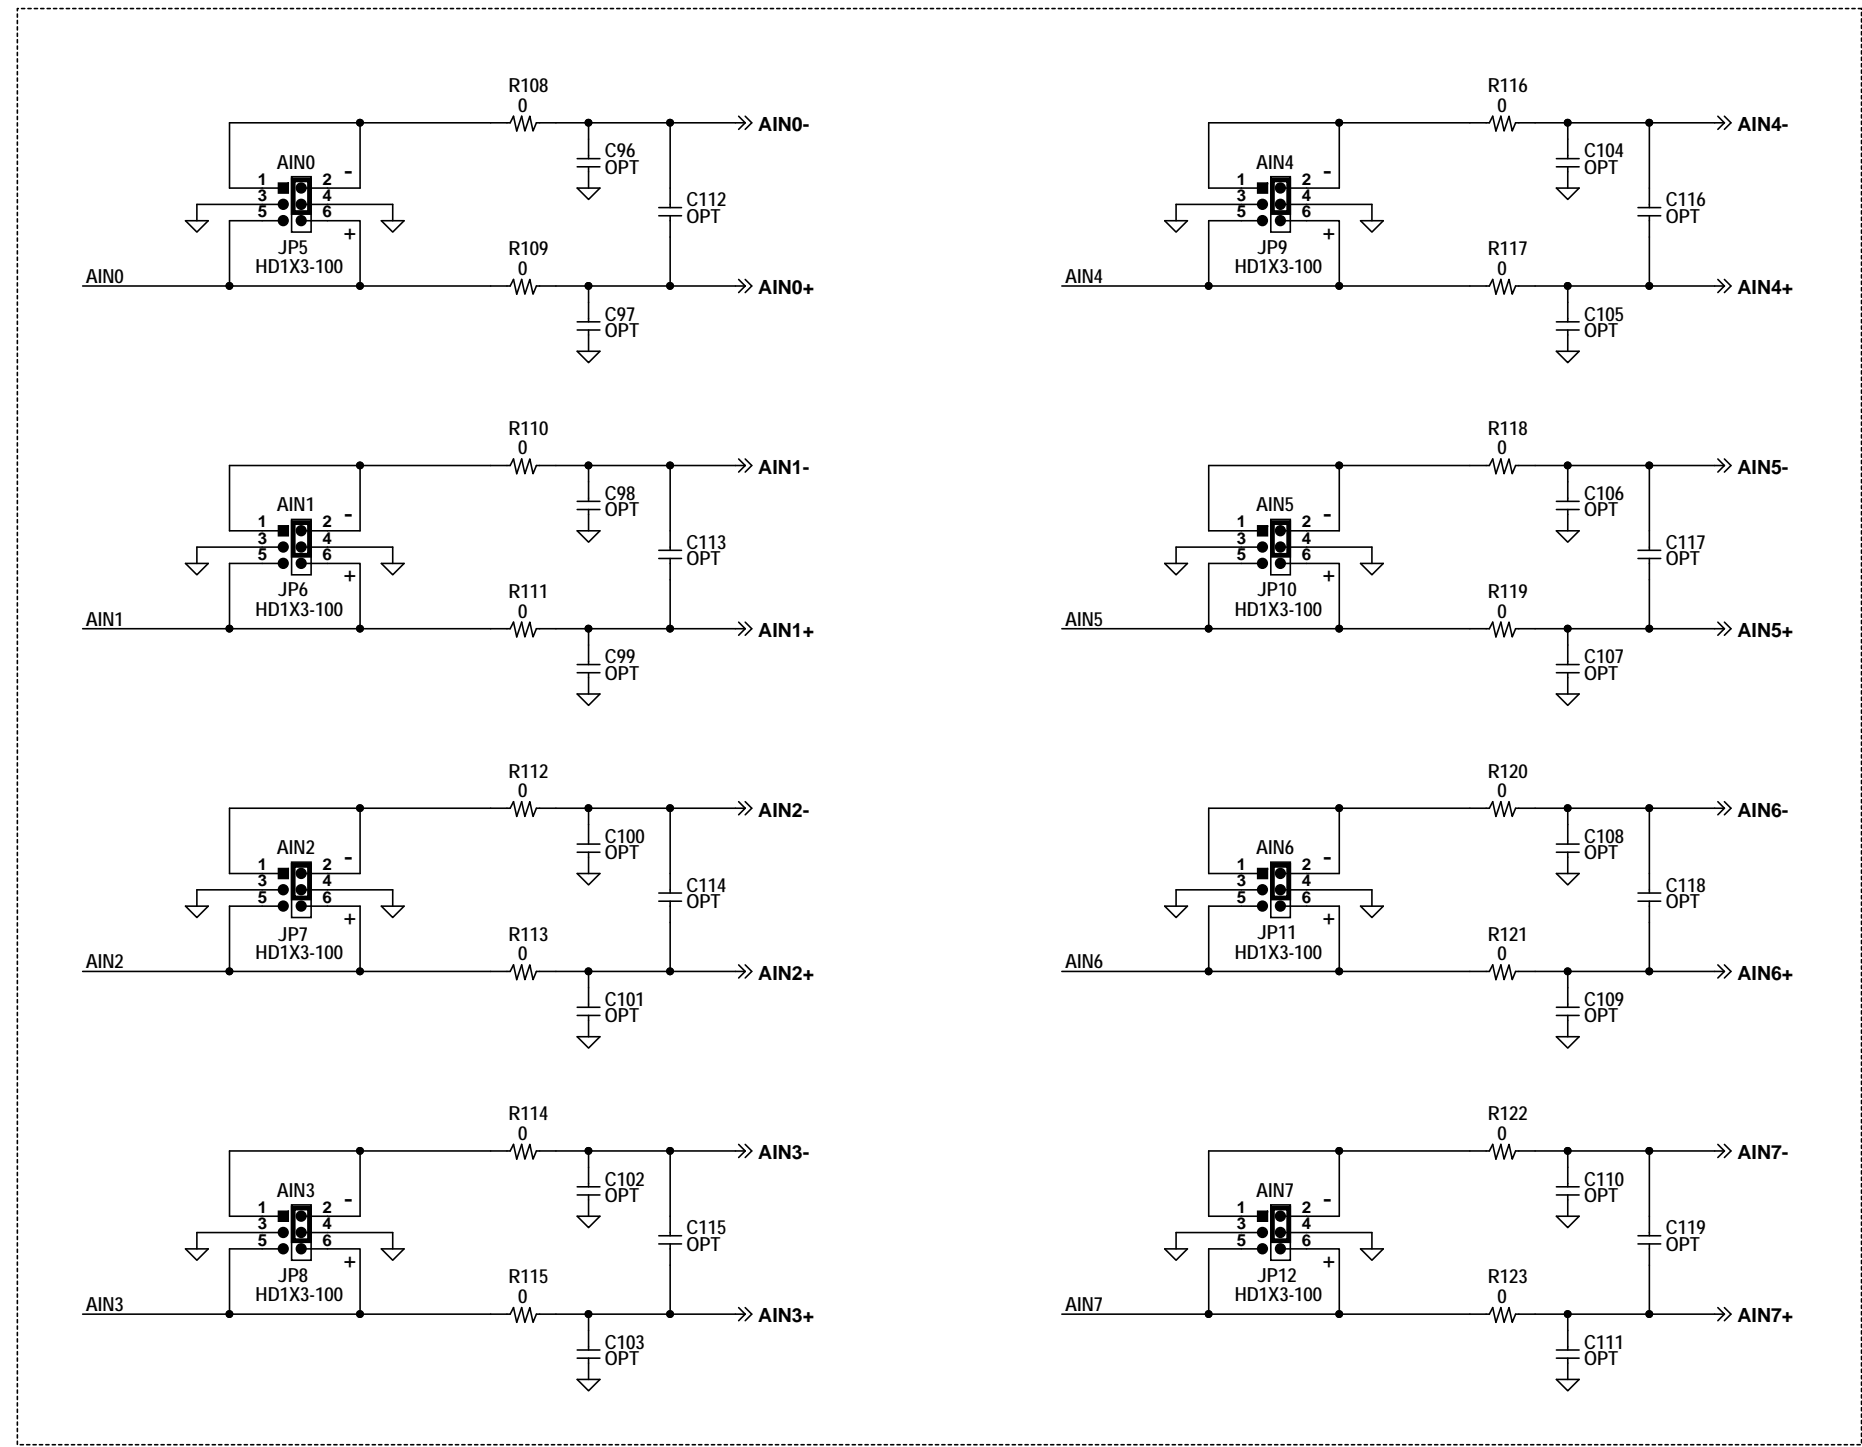 R108
0
AIN0-
C96
OPT
AIN0
1 2 -
3 4
5 6
+
C112
OPT
JP5
HD1X3-100
R109
0
AIN0
AIN0+
C97
OPT
R110
0
AIN1-
C98
OPT
AIN1
1 2 -
3 4
5 6
+
C113
OPT
JP6
HD1X3-100
R111
0
AIN1
AIN1+
C99
OPT
R112
0
AIN2-
C100
OPT
AIN2
1 2 -
3 4
5 6
+
C114
OPT
JP7
HD1X3-100
R113
0
AIN2
AIN2+
C101
OPT
R114
0
AIN3-
C102
OPT
AIN3
1 2 -
3 4
5 6
+
C115
OPT
JP8
HD1X3-100
R115
0
AIN3
AIN3+
C103
OPT
R116
0
AIN4-
C104
OPT
AIN4
1 2 -
3 4
5 6
+
C116
OPT
JP9
HD1X3-100
R117
0
AIN4
AIN4+
C105
OPT
R118
0
AIN5-
C106
OPT
AIN5
1 2 -
3 4
5 6
+
C117
OPT
JP10
HD1X3-100
R119
0
AIN5
AIN5+
C107
OPT
R120
0
AIN6-
C108
OPT
AIN6
1 2 -
3 4
5 6
+
C118
OPT
JP11
HD1X3-100
R121
0
AIN6
AIN6+
C109
OPT
R122
0
AIN7-
C110
OPT
AIN7
1 2 -
3 4
5 6
+
C119
OPT
JP12
HD1X3-100
R123
0
AIN7
AIN7+
C111
OPT